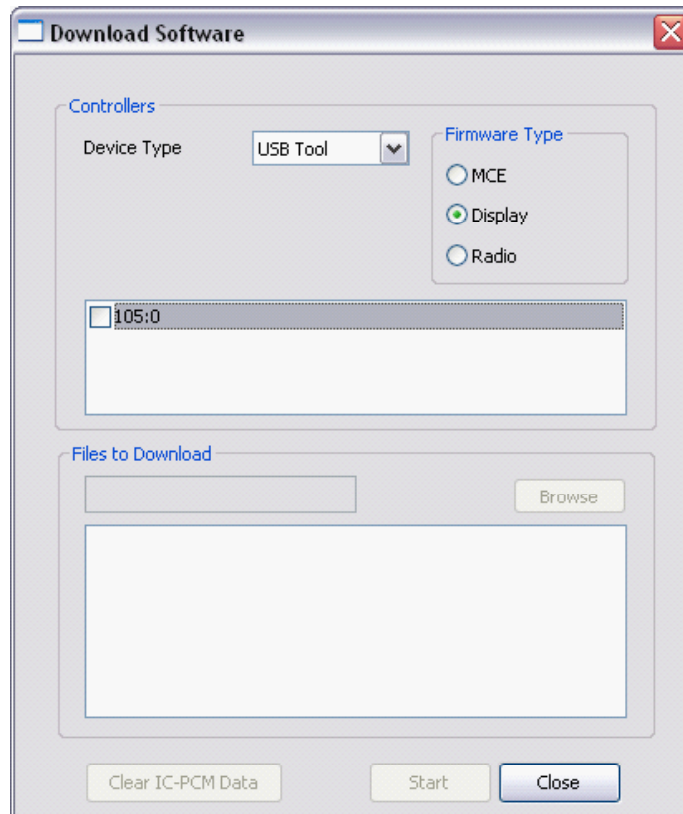 Download Software
Controllers
Device Type
USB Tool
Firmware Type
MCE
Display
Radio
105:0
Files to Download
Browse
Clear IC-PCM Data
Start
Close